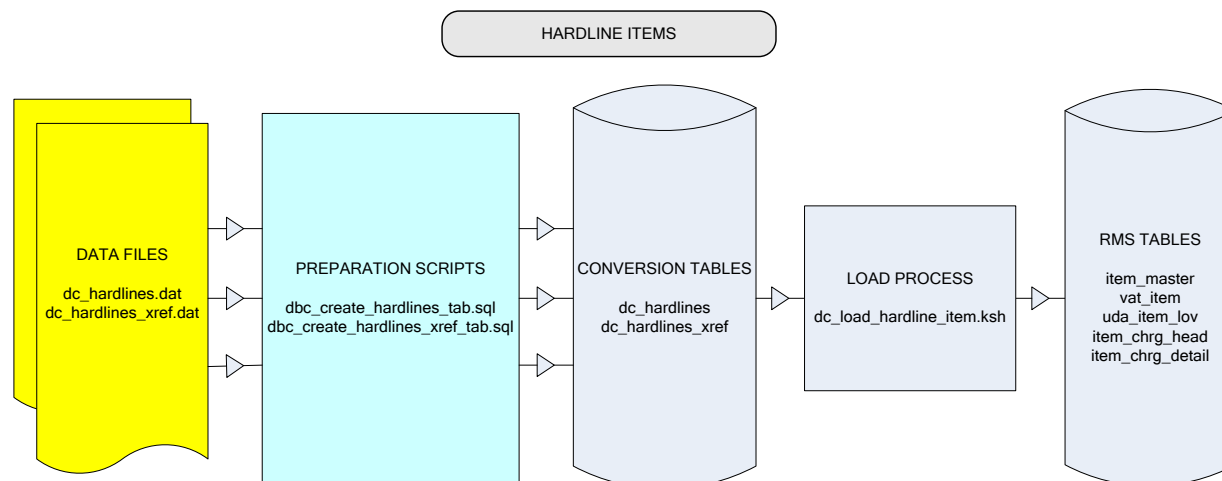 HARDLINE ITEMS
DATA FILES
dc_hardlines.dat
dc_hardlines_xref.dat
PREPARATION SCRIPTS
dbc_create_hardlines_tab.sql
dbc_create_hardlines_xref_tab.sql
CONVERSION TABLES
dc_hardlines
dc_hardlines_xref
LOAD PROCESS
dc_load_hardline_item.ksh
RMS TABLES
item_master
vat_item
uda_item_lov
item_chrg_head
item_chrg_detail